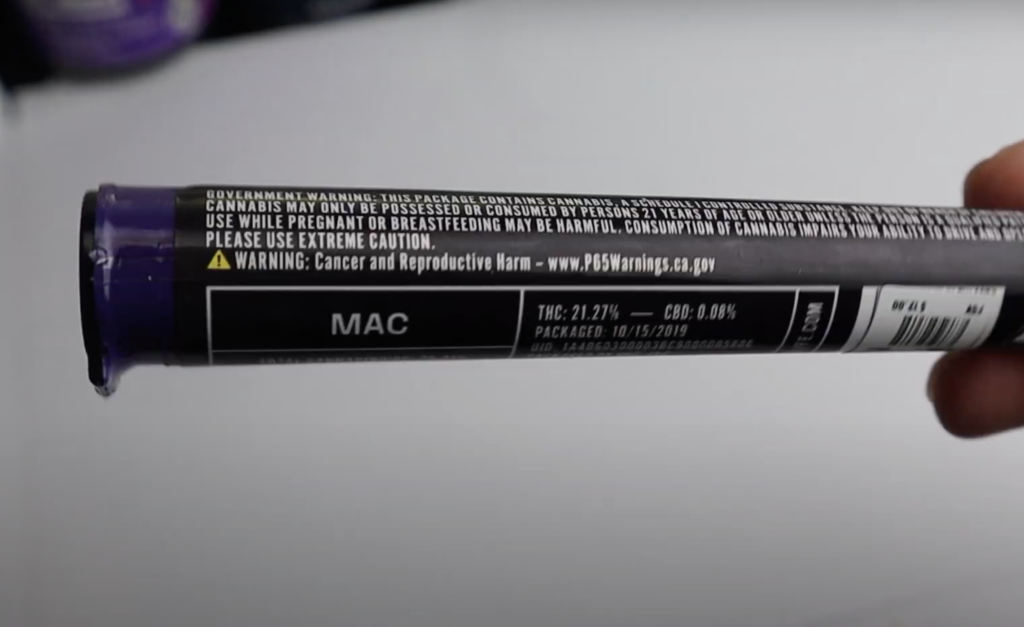 GOVERNMENT WARNING: THIS PACKAGE CONTAINS CANNABIS, A SCHEDULE I CONTROLLED
CANNABIS MAY ONLY BE POSSESSED OR CONSUMED BY PERSONS 21 YEARS OF AGE OR OLDER UNLESS THE
USE WHILE PREGNANT OR BREASTFEEDING MAY BE HARMFUL. CONSUMPTION OF CANNABIS IMPAIRS YOUR ABILITY TO DRIVE AND
PLEASE USE EXTREME CAUTION.
WARNING: Cancer and Reproductive Harm - www.P65Warnings.ca.gov
MAC
THC: 21.27% — CBD: 0.08%
PACKAGED: 10/15/2019